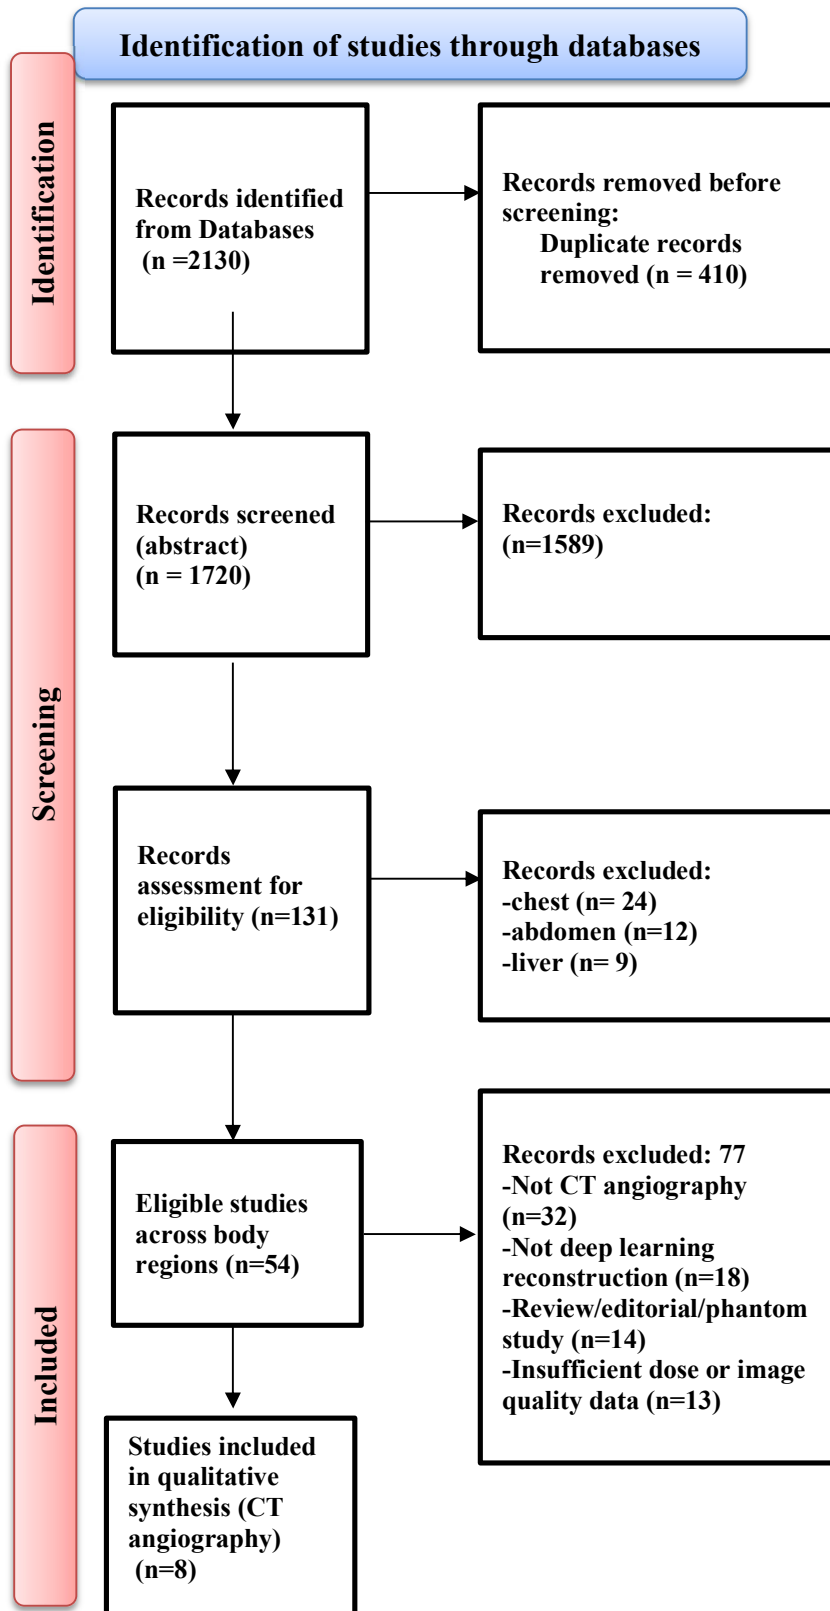 Identification of studies through databases
Identification
Records identified
from Databases
(n =2130)
Records removed before
screening:
Duplicate records
removed (n = 410)
Screening
Records screened
(abstract)
(n = 1720)
Records excluded:
(n=1589)
Records
assessment for
eligibility (n=131)
Records excluded:
-chest (n= 24)
-abdomen (n=12)
-liver (n= 9)
Included
Eligible studies
across body
regions (n=54)
Records excluded: 77
-Not CT angiography
(n=32)
-Not deep learning
reconstruction (n=18)
-Review/editorial/phantom
study (n=14)
-Insufficient dose or image
quality data (n=13)
Studies included
in qualitative
synthesis (CT
angiography)
(n=8)